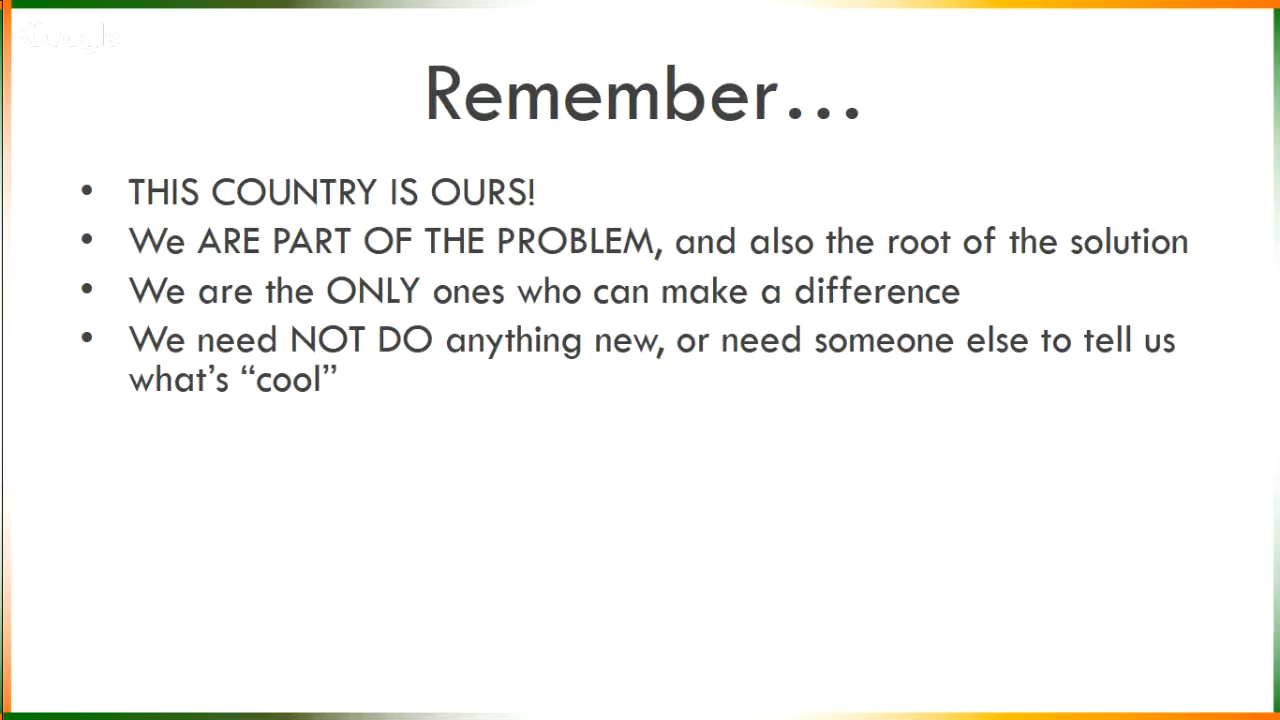 Google
Remember…
• THIS COUNTRY IS OURS!
• We ARE PART OF THE PROBLEM, and also the root of the solution
• We are the ONLY ones who can make a difference
• We need NOT DO anything new, or need someone else to tell us
what’s “cool”